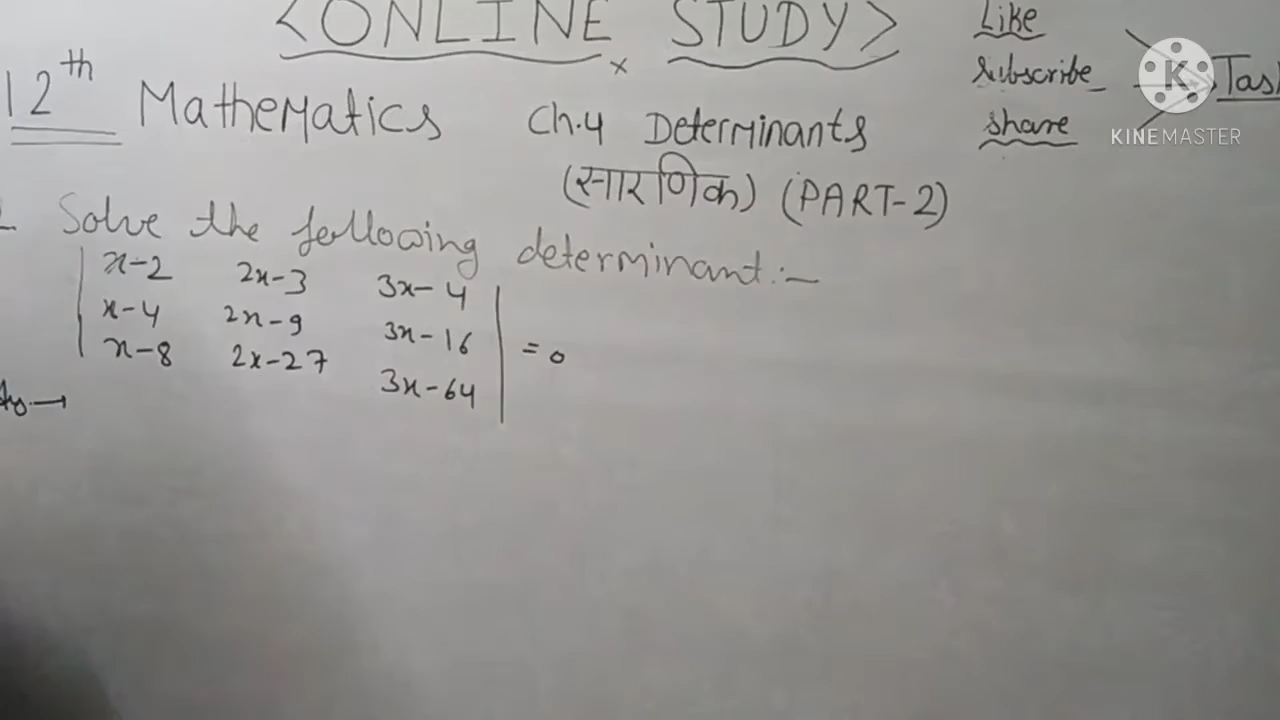 <ONLINE STUDY>
×
Like
Subscribe
share
KINEMASTER
12th Mathematics Ch.4 Determinants
(सारणिक) (PART-2)
Solve the following determinant:-
x-2 2x-3 3x-4
x-4 2x-9 3x-16
x-8 2x-27 3x-64
= 0